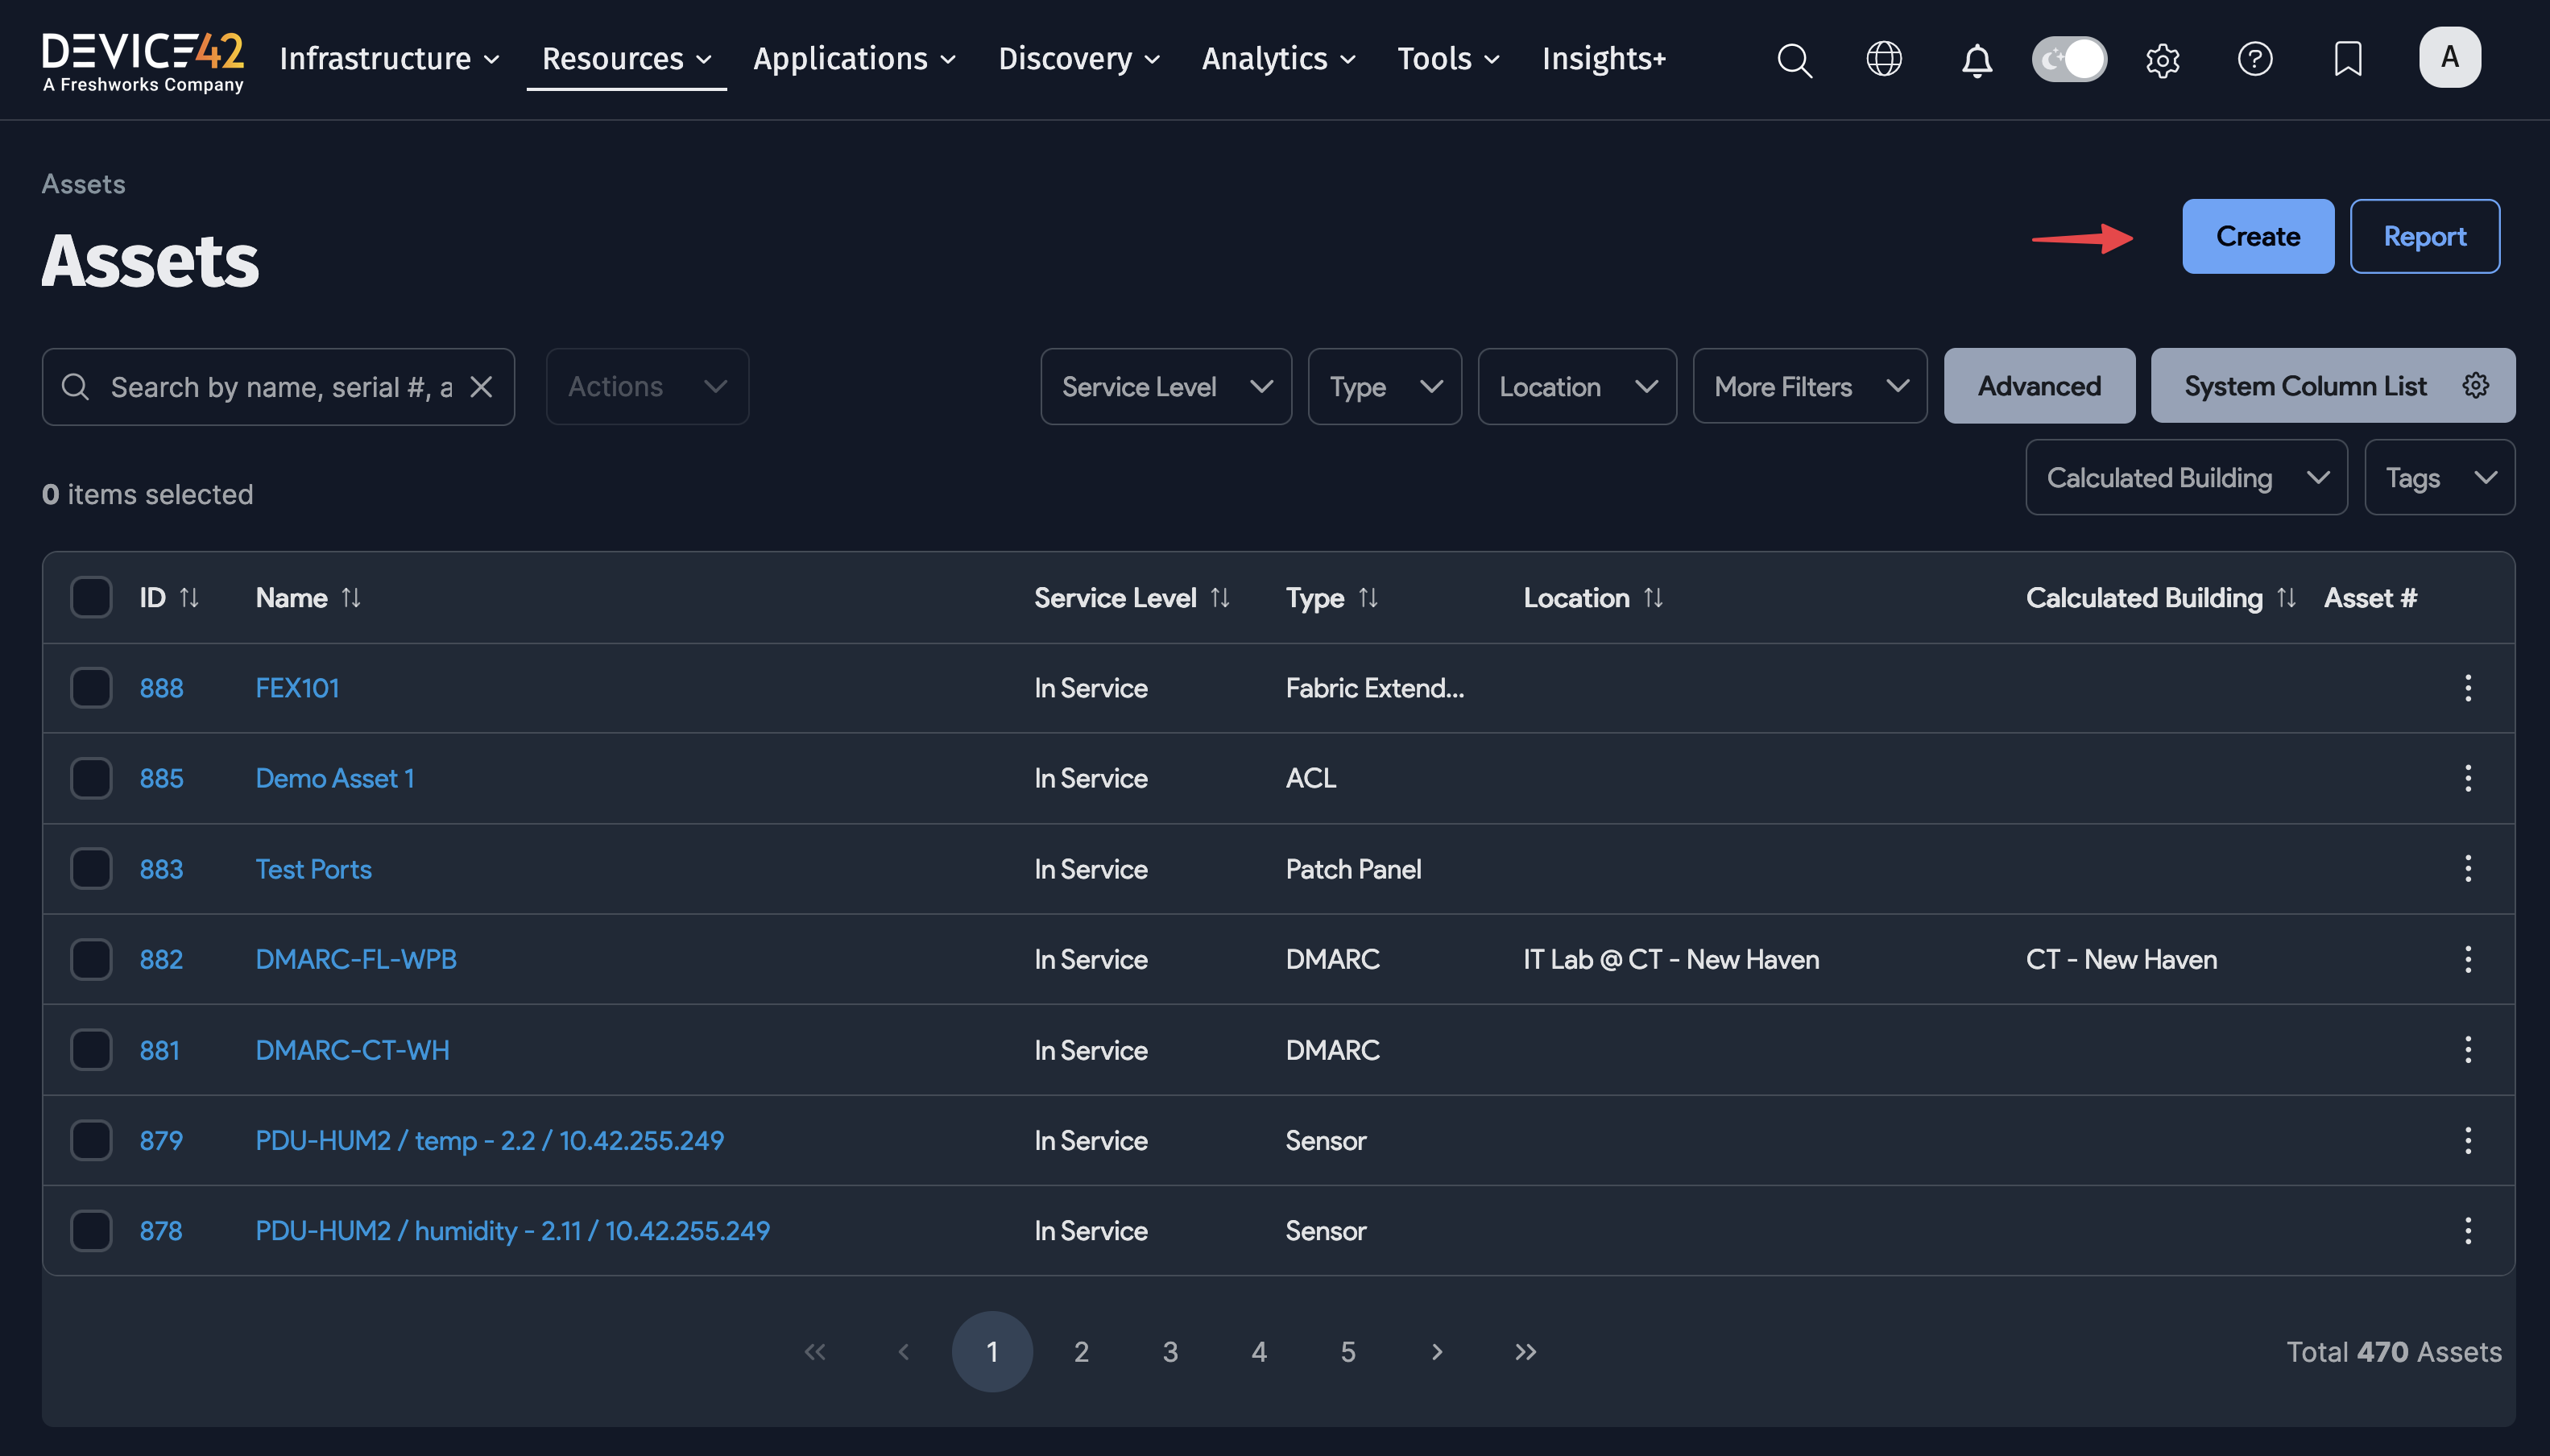 DEVICE42
A Freshworks Company
Infrastructure Resources Applications Discovery Analytics Tools Insights+ A
Assets
Assets
Create Report
Search by name, serial #, a Actions Service Level Type Location More Filters Advanced System Column List
Calculated Building Tags
0 items selected
ID Name Service Level Type Location Calculated Building Asset #
888 FEX101 In Service Fabric Extend...
885 Demo Asset 1 In Service ACL
883 Test Ports In Service Patch Panel
882 DMARC-FL-WPB In Service DMARC IT Lab @ CT - New Haven CT - New Haven
881 DMARC-CT-WH In Service DMARC
879 PDU-HUM2 / temp - 2.2 / 10.42.255.249 In Service Sensor
878 PDU-HUM2 / humidity - 2.11 / 10.42.255.249 In Service Sensor
1 2 3 4 5 Total 470 Assets